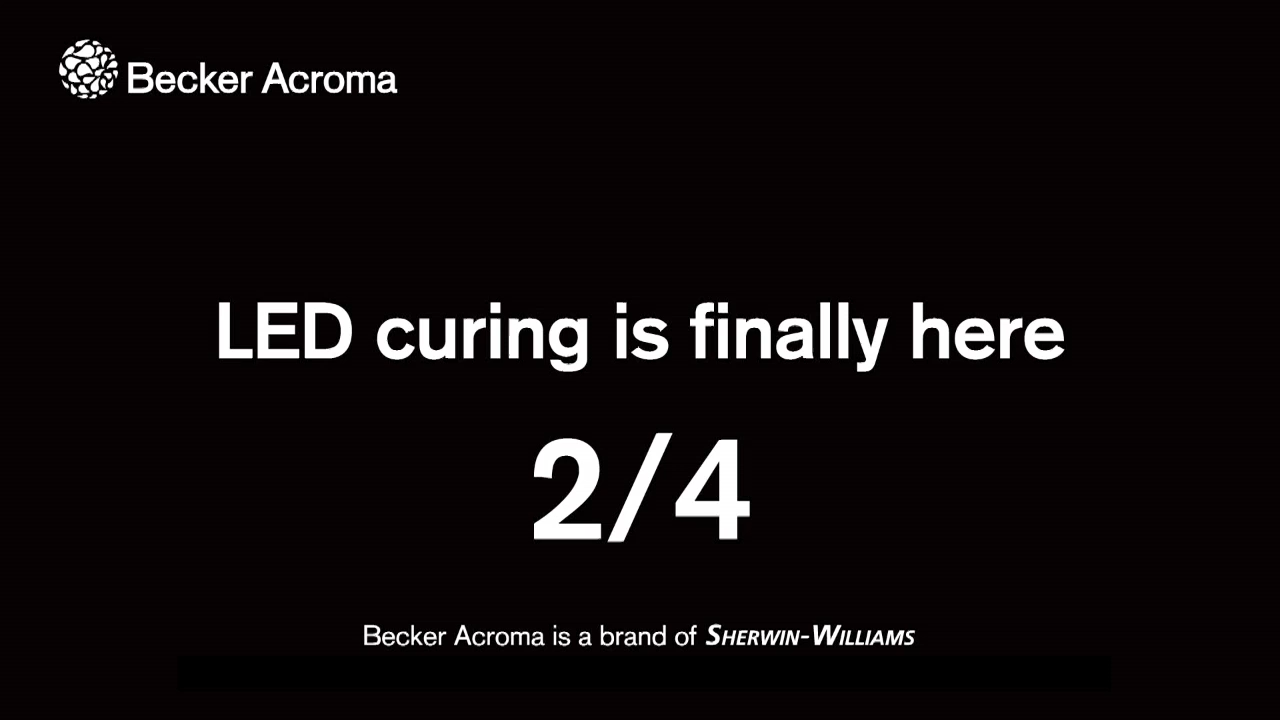 Becker Acroma
LED curing is finally here
2/4
Becker Acroma is a brand of SHERWIN-WILLIAMS